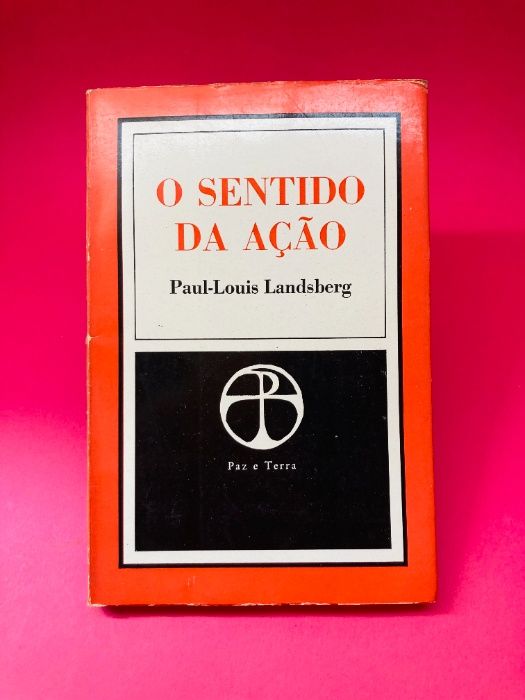 O SENTIDO
DA AÇÃO
Paul-Louis Landsberg
Paz e Terra